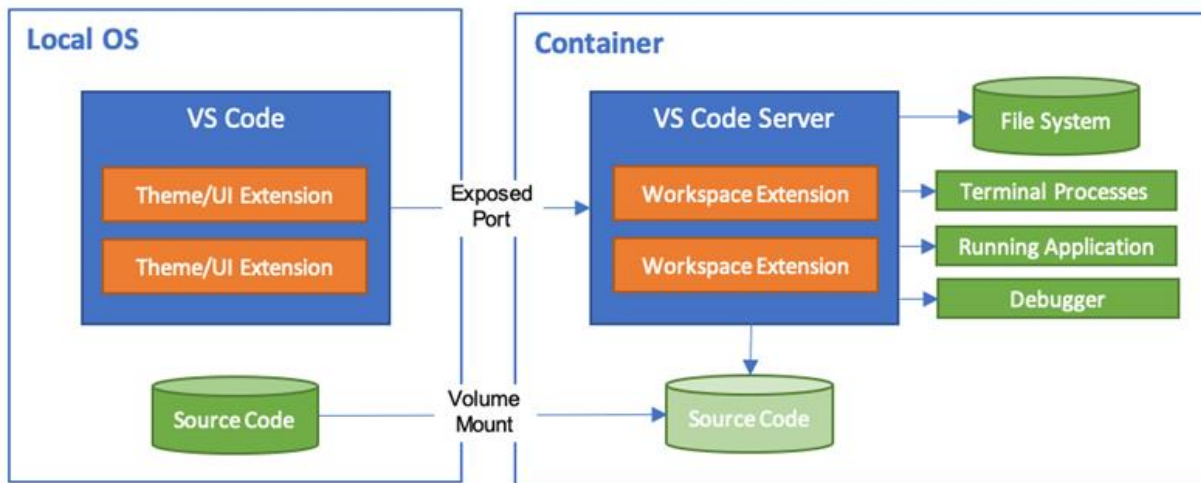 Local OS
VS Code
Theme/UI Extension
Theme/UI Extension
Source Code
Exposed
Port
Volume
Mount
Container
VS Code Server
Workspace Extension
Workspace Extension
File System
Terminal Processes
Running Application
Debugger
Source Code